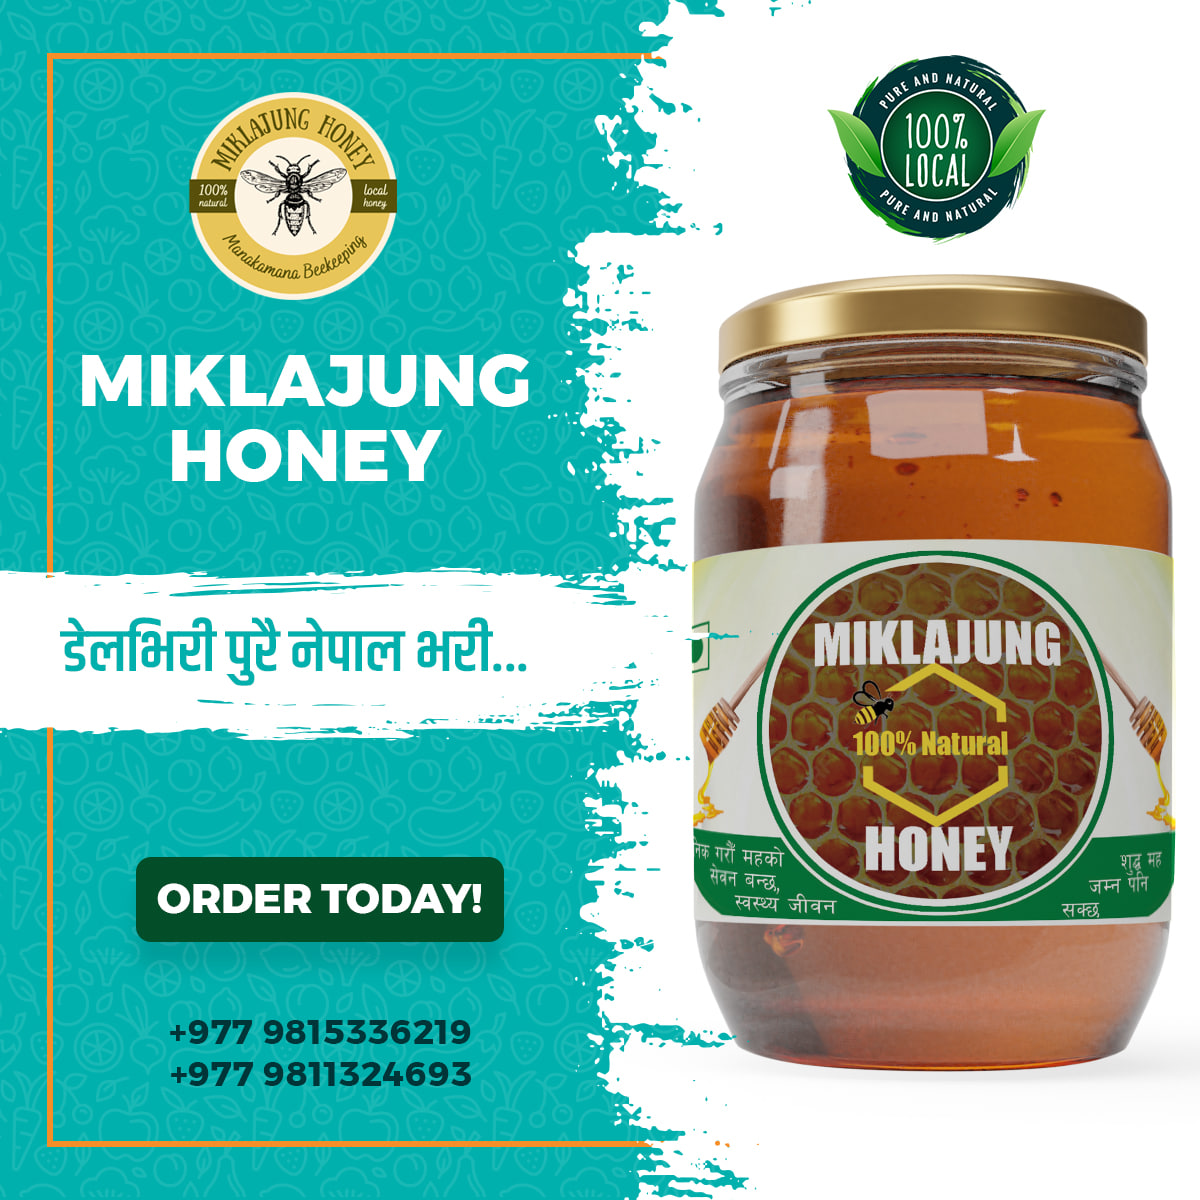 MIKLAJUNG HONEY
100% natural
local honey
Manakamana Beekeeping
MIKLAJUNG
HONEY
डेलभिरी पुरै नेपाल भरी...
ORDER TODAY!
+977 9815336219
+977 9811324693
PURE AND NATURAL
100%
LOCAL
PURE AND NATURAL
MIKLAJUNG
100% Natural
HONEY
गरौँ महको
सेवन बन्छ,
स्वस्थ्य जीवन
शुद्ध मह
जम्न पनि
सक्छ